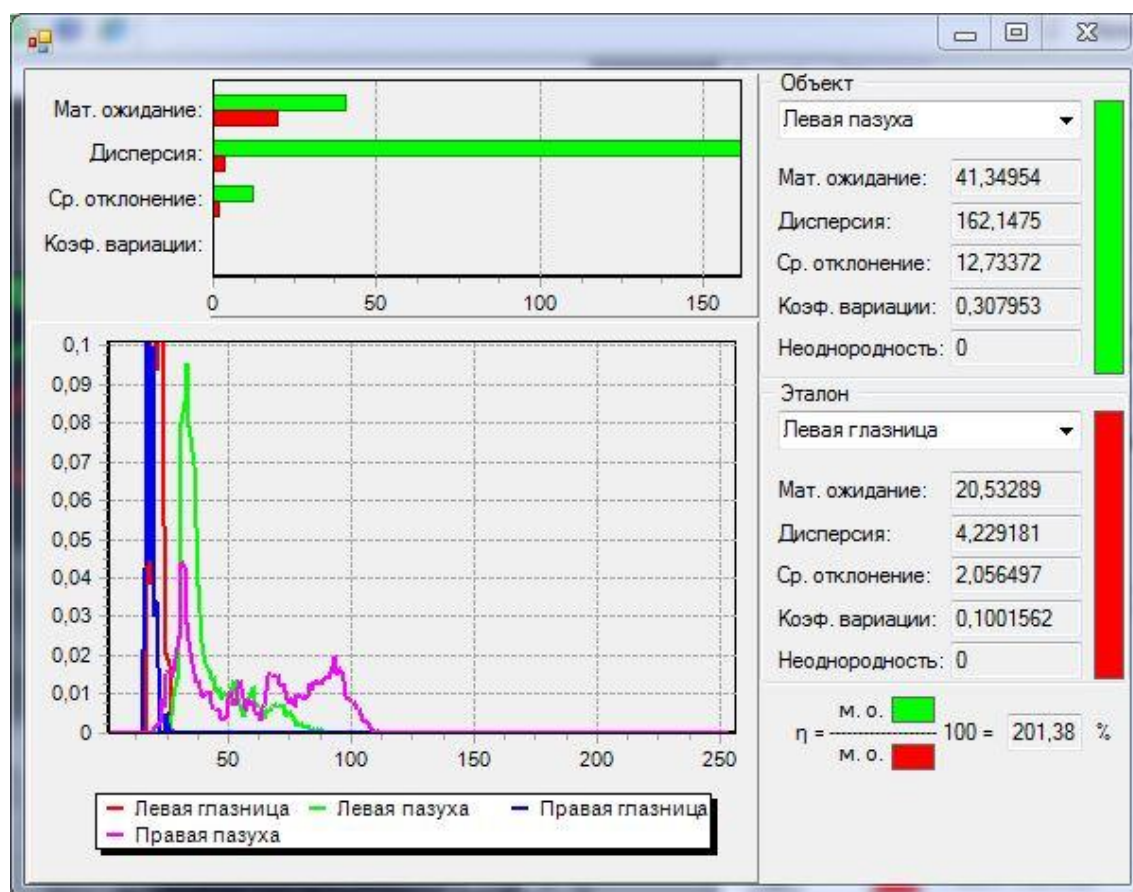 Мат. ожидание:
Дисперсия:
Ср. отклонение:
Коэф. вариации:
0 50 100 150
0,1
0,09
0,08
0,07
0,06
0,05
0,04
0,03
0,02
0,01
0
50 100 150 200 250
Левая глазница Левая пазуха Правая глазница
Правая пазуха
Объект
Левая пазуха
Мат. ожидание: 41,34954
Дисперсия: 162,1475
Ср. отклонение: 12,73372
Коэф. вариации: 0,307953
Неоднородность: 0
Эталон
Левая глазница
Мат. ожидание: 20,53289
Дисперсия: 4,229181
Ср. отклонение: 2,056497
Коэф. вариации: 0,1001562
Неоднородность: 0
м. о.
η = 100 = 201,38 %
м. о.